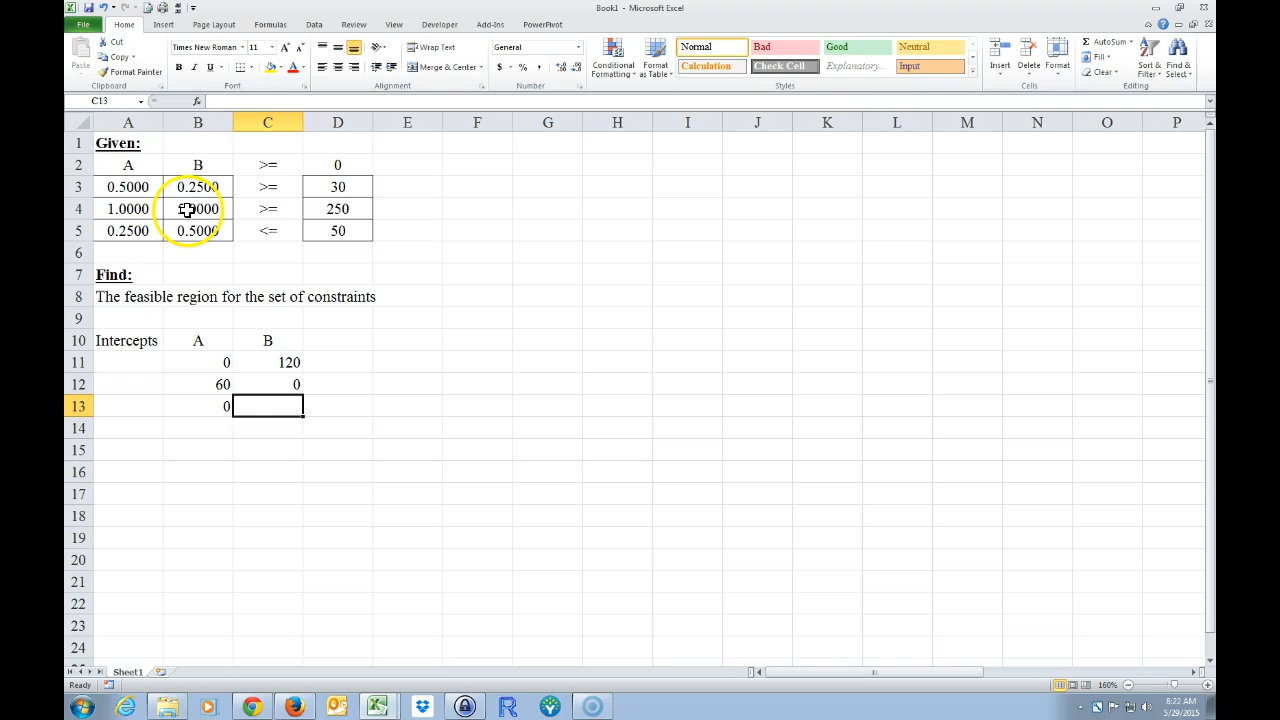 Book1 - Microsoft Excel
File Home Insert Page Layout Formulas Data Review View Developer Add-Ins PowerPivot
Cut
Copy
Format Painter
Paste
Clipboard
Times New Roman 11
B I U
A A
A
Font
Wrap Text
Merge & Center
Alignment
General
$ % ,
Number
Conditional Formatting
Format as Table
Normal Bad Good Neutral
Calculation Check Cell Explanatory... Input
Styles
Insert Delete Format
Cells
Σ AutoSum
Fill
Clear
Sort & Filter
Find & Select
Editing
C13 fx
A B C D E F G H I J K L M N O P
1 Given:
2 A B >= 0
3 0.5000 0.2500 >= 30
4 1.0000 0000 >= 250
5 0.2500 0.5000 <= 50
6
7 Find:
8 The feasible region for the set of constraints
9
10 Intercepts A B
11 0 120
12 60 0
13 0
14
15
16
17
18
19
20
21
22
23
24
Sheet1
Ready 160%
8:22 AM
5/29/2015